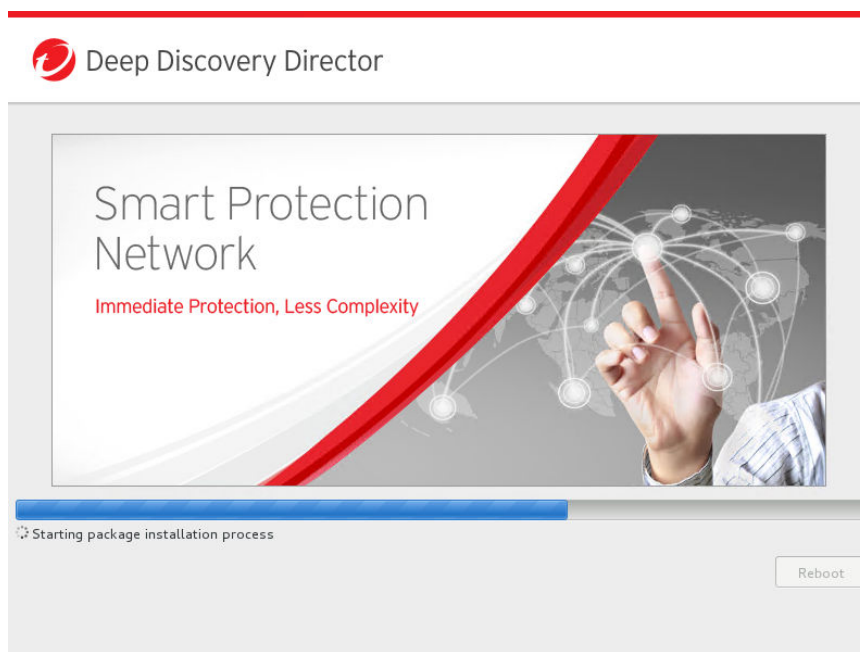 Deep Discovery Director
Smart Protection
Network
Immediate Protection, Less Complexity
Starting package installation process
Reboot